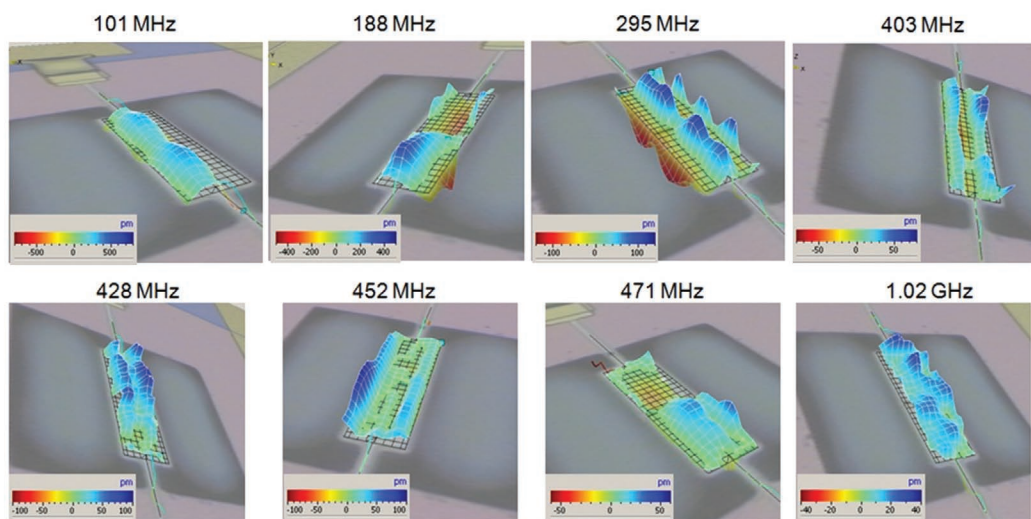 101 MHz
188 MHz
295 MHz
403 MHz
pm
-500 0 500
pm
-400 -200 0 200 400
pm
-100 0 100
pm
-50 0 50
428 MHz
452 MHz
471 MHz
1.02 GHz
pm
-100 -50 0 50 100
pm
-100 -50 0 50 100
pm
-50 0 50
pm
-40 -20 0 20 40